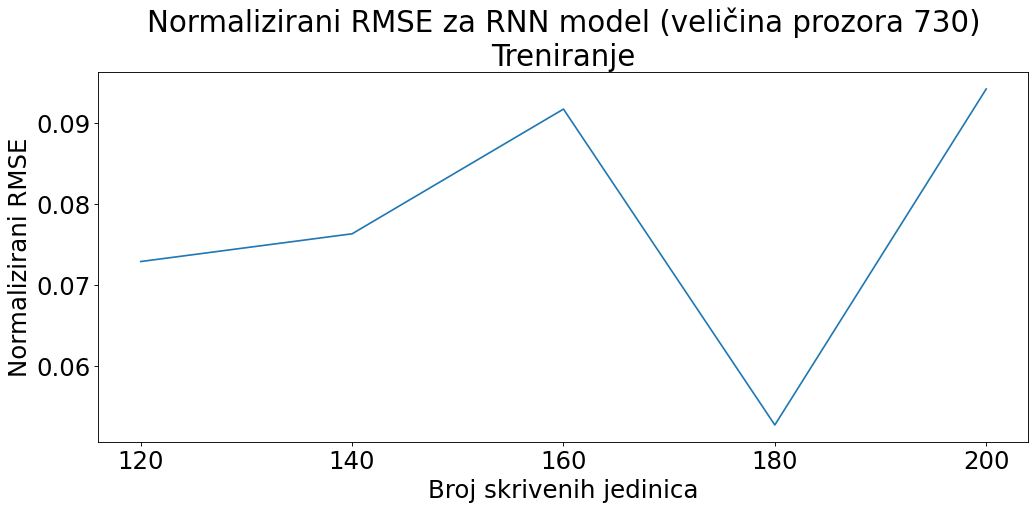 Normalizirani RMSE za RNN model (veličina prozora 730)
Treniranje
Normalizirani RMSE
0.09
0.08
0.07
0.06
120 140 160 180 200
Broj skrivenih jedinica